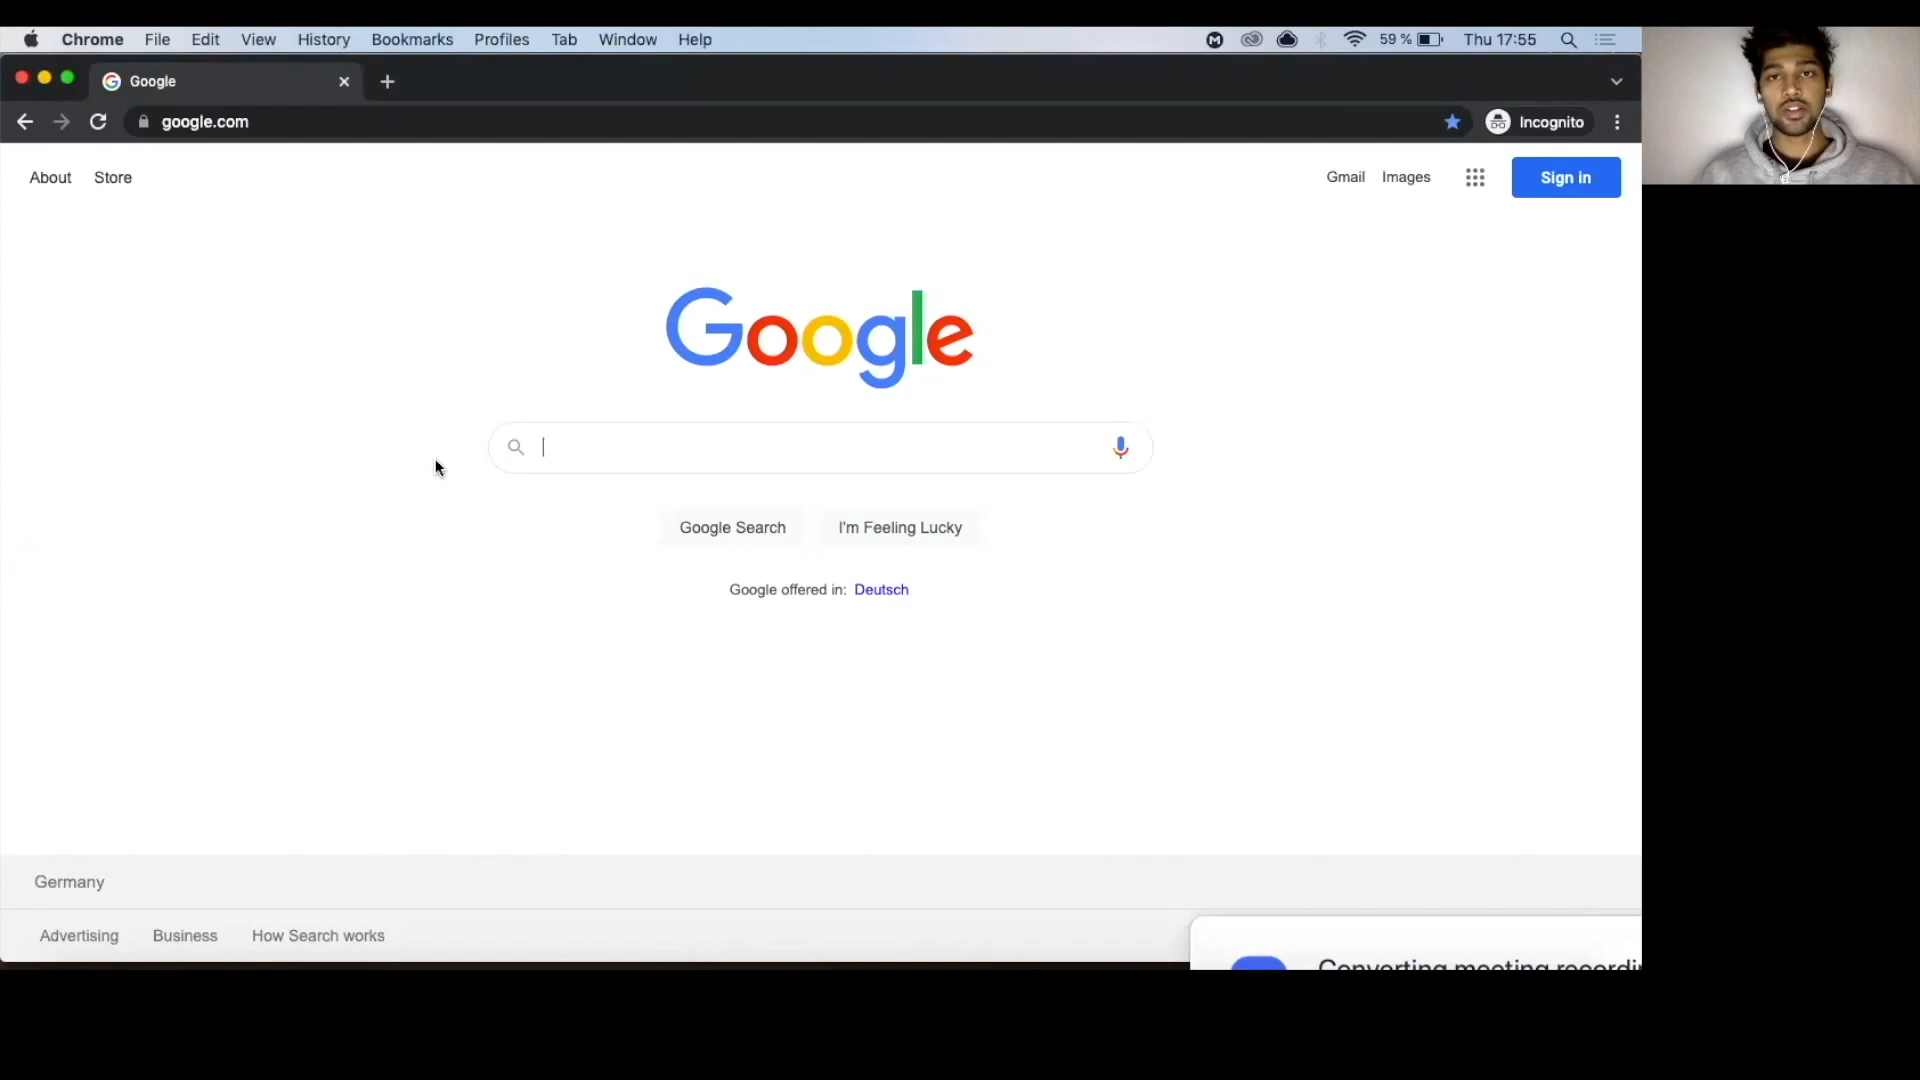 Chrome File Edit View History Bookmarks Profiles Tab Window Help 59 % Thu 17:55
Google
google.com Incognito
About Store Gmail Images Sign in
Google
Google Search I'm Feeling Lucky
Google offered in: Deutsch
Germany
Advertising Business How Search works
Converting meeting